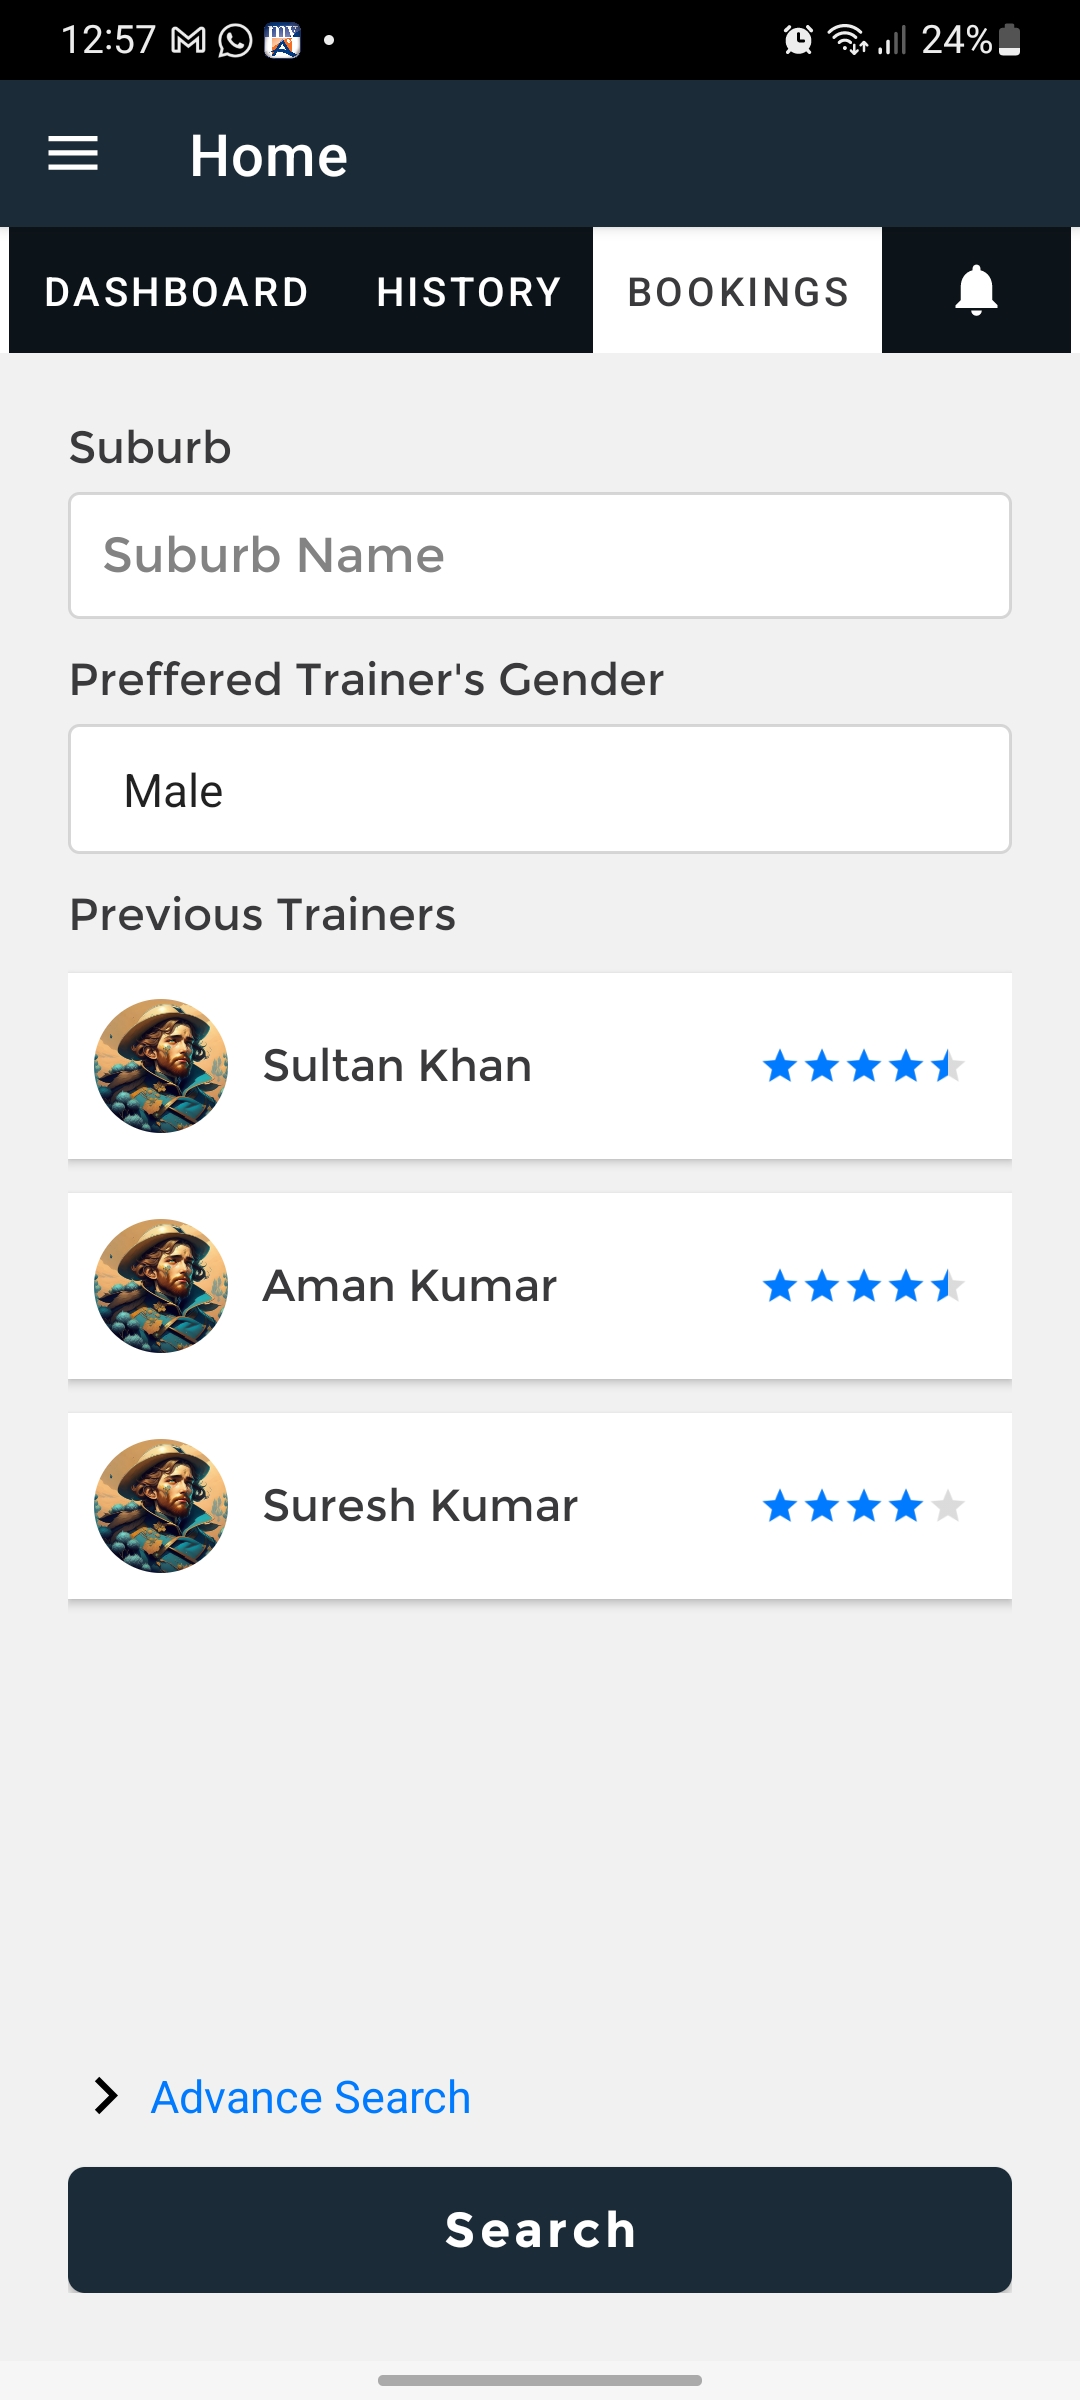 12:57 my 24%
Home
DASHBOARD HISTORY BOOKINGS
Suburb
Suburb Name
Preffered Trainer's Gender
Male
Previous Trainers
Sultan Khan
Aman Kumar
Suresh Kumar
Advance Search
Search